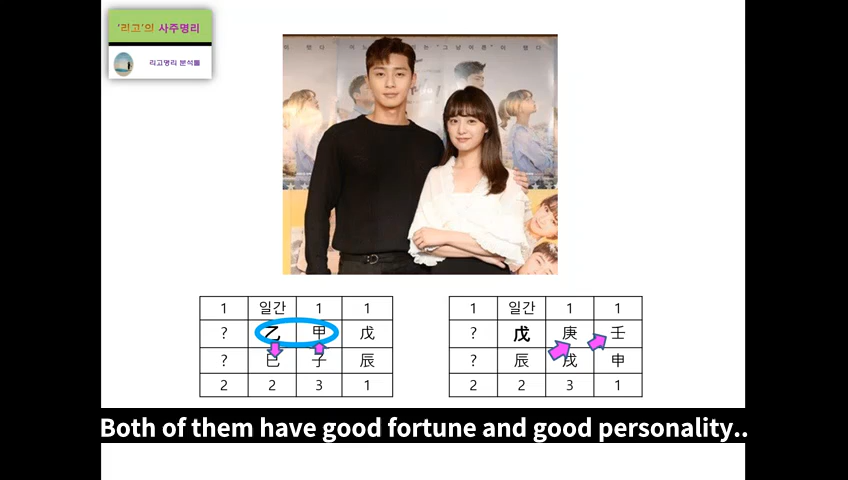 '리고'의 사주명리
리고명리 분석틀
1 일간 1 1
? 乙 甲 戊
? 巳 子 辰
2 2 3 1
1 일간 1 1
? 戊 庚 壬
? 辰 戌 申
2 2 3 1
Both of them have good fortune and good personality..